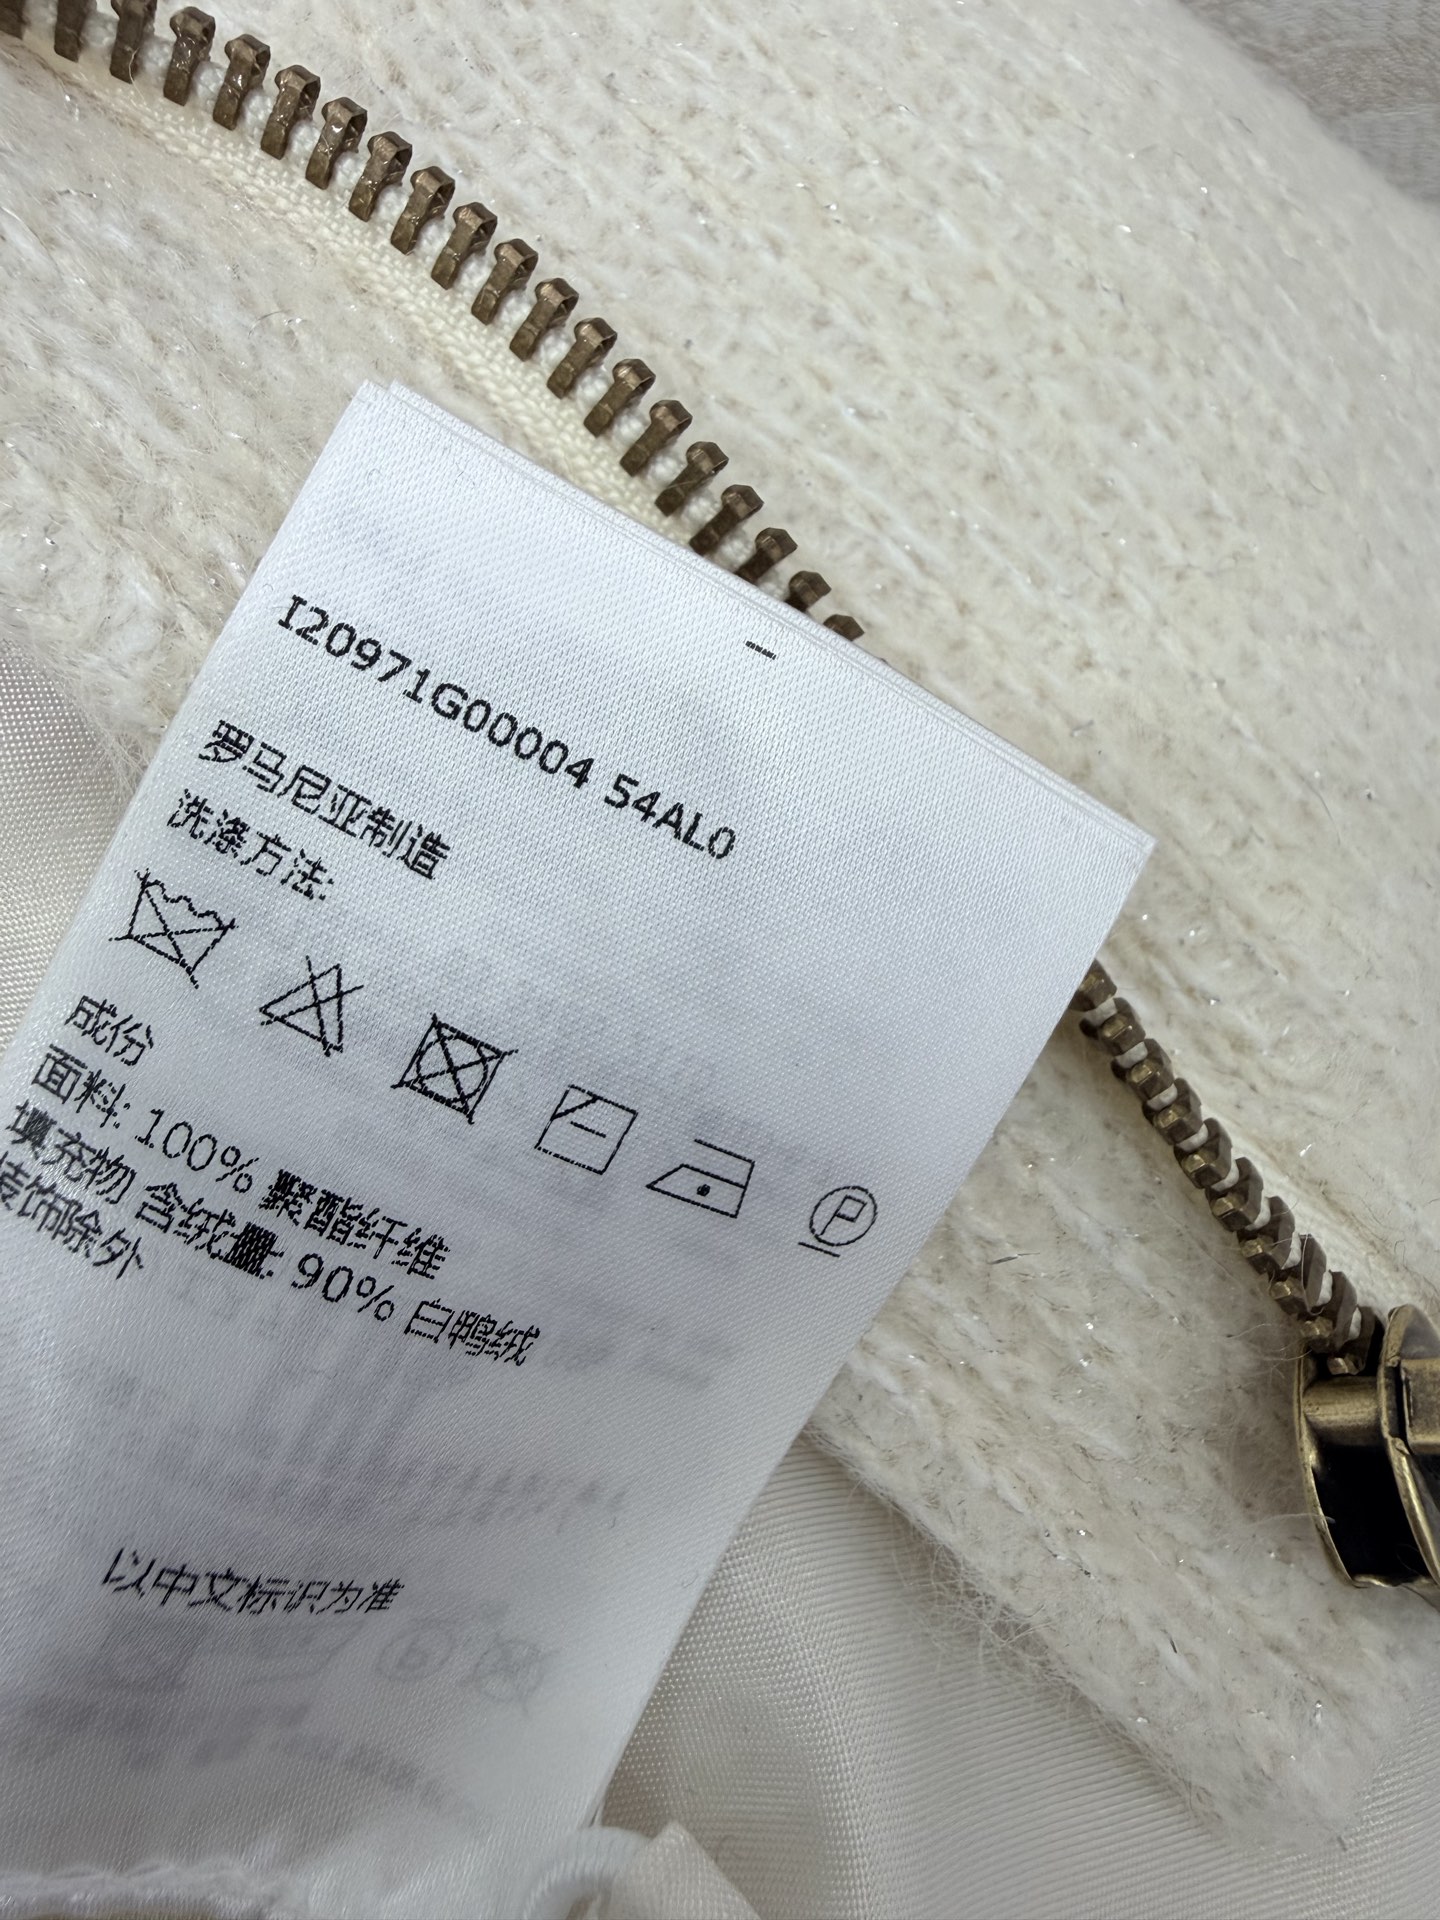 I20971G00004 54AL0
罗马尼亚制造
洗涤方法:
成份
面料: 100% 聚酯纤维
填充物 含绒量: 90% 白鸭绒
装饰除外
以中文标识为准